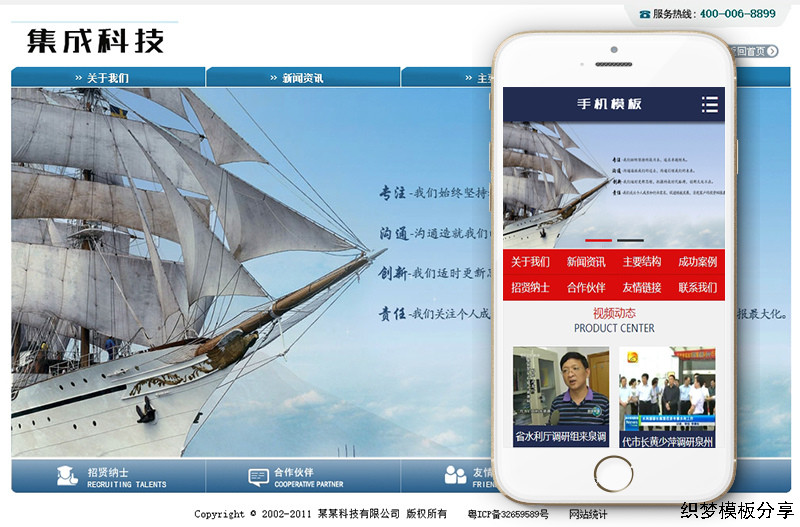 服务热线：400-006-8899
集成科技
返回首页
» 关于我们
» 新闻资讯
» 主
专注-我们始终坚持
沟通-沟通造就我们
创新-我们适时更新
责任-我们关注个人成
报最大化。
手机模板
关于我们 新闻资讯 主要结构 成功案例
招贤纳士 合作伙伴 友情链接 联系我们
视频动态
PRODUCT CENTER
省水利厅调研组来泉调
代市长黄少萍调研泉州
招贤纳士
RECRUITING TALENTS
合作伙伴
COOPERATIVE PARTNER
友情
FRIEN
Copyright © 2002-2011 某某科技有限公司 版权所有 粤ICP备32659589号 网站统计
织梦模板分享